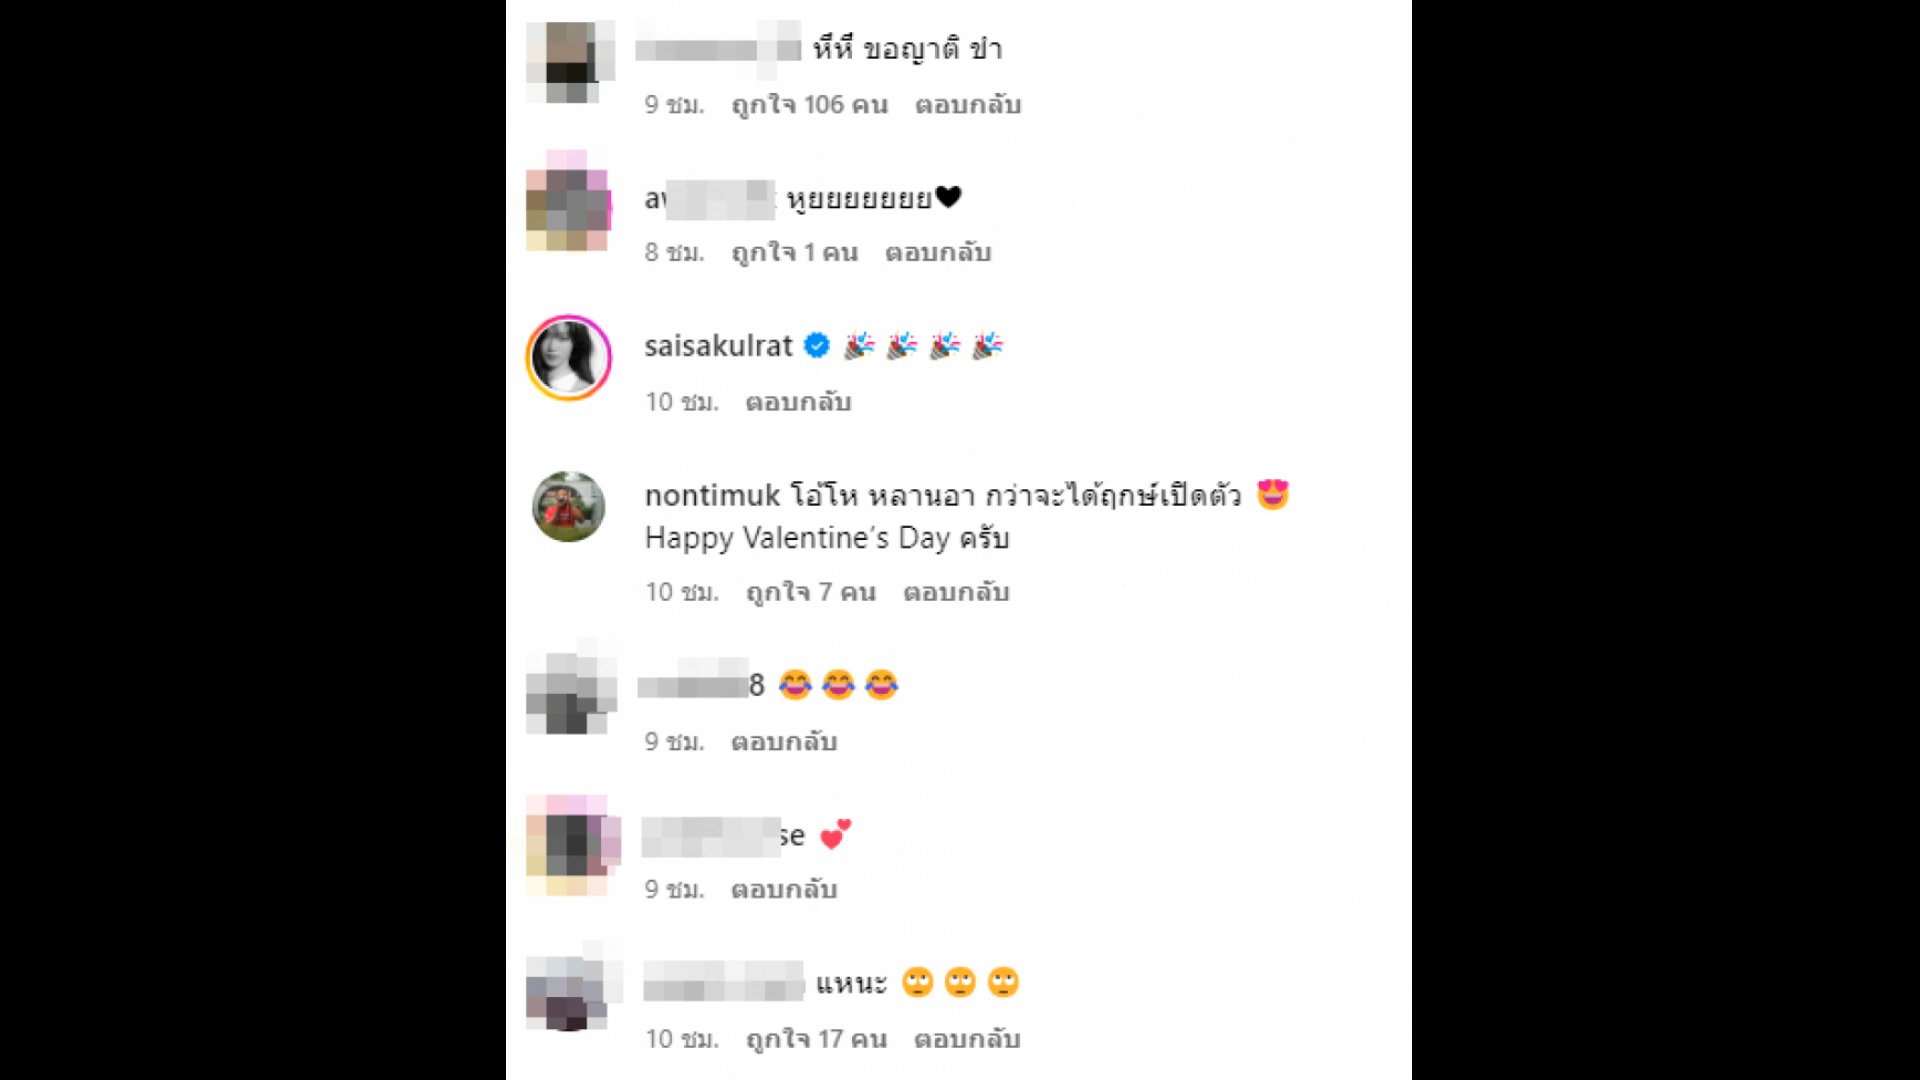 หึหึ ขอญาติ ขำ
9 ชม. ถูกใจ 106 คน ตอบกลับ
หูยยยยยยย🖤
8 ชม. ถูกใจ 1 คน ตอบกลับ
saisakulrat 🎉🎉🎉🎉
10 ชม. ตอบกลับ
nontimuk โอ้โห หลานอา กว่าจะได้ฤกษ์เปิดตัว 😍
Happy Valentine's Day ครับ
10 ชม. ถูกใจ 7 คน ตอบกลับ
8 😂😂😂
9 ชม. ตอบกลับ
se 💕
9 ชม. ตอบกลับ
แหนะ 🙄🙄🙄
10 ชม. ถูกใจ 17 คน ตอบกลับ